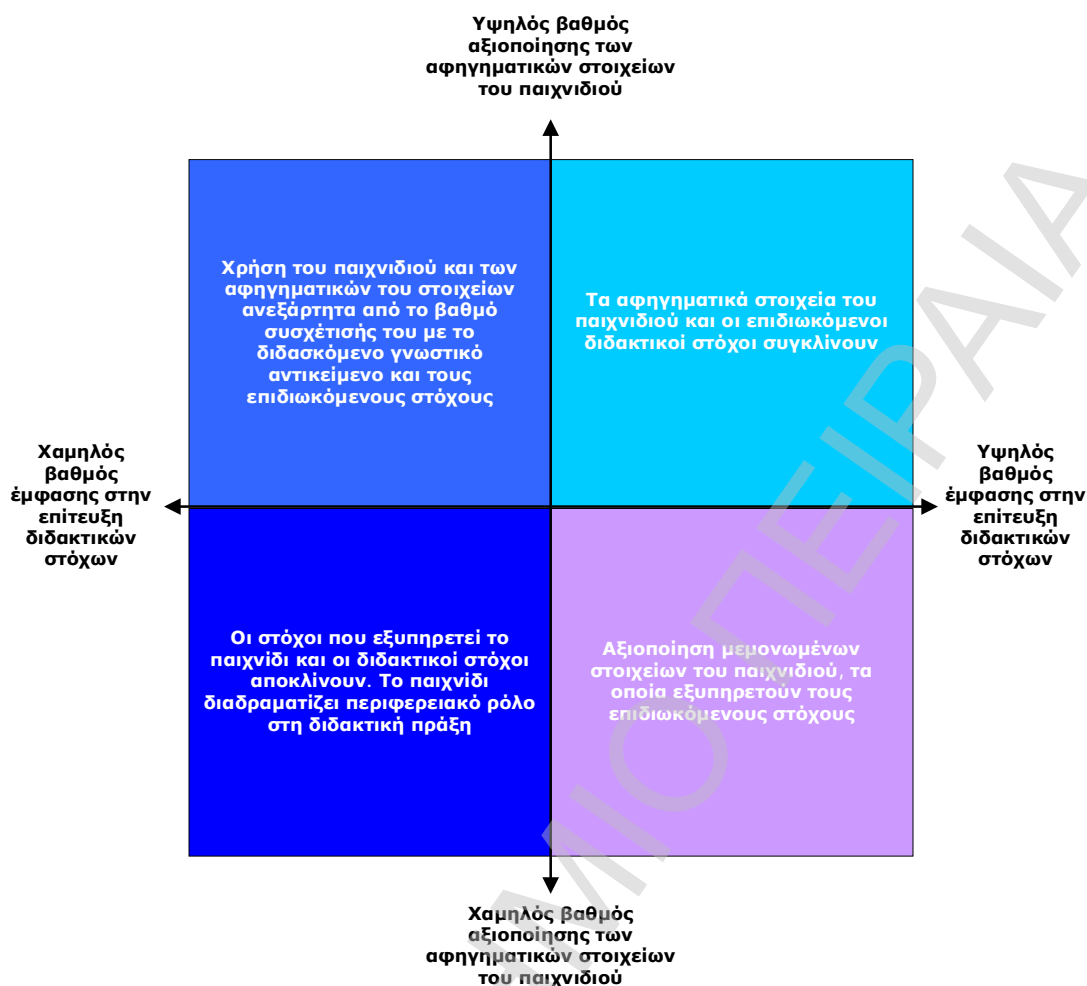 Υψηλός βαθμός
αξιοποίησης των
αφηγηματικών στοιχείων
του παιχνιδιού
Χρήση του παιχνιδιού και των
αφηγηματικών του στοιχείων
ανεξάρτητα από το βαθμό
συσχέτισής του με το
διδασκόμενο γνωστικό
αντικείμενο και τους
επιδιωκόμενους στόχους
Τα αφηγηματικά στοιχεία του
παιχνιδιού και οι επιδιωκόμενοι
διδακτικοί στόχοι συγκλίνουν
Χαμηλός
βαθμός
έμφασης στην
επίτευξη
διδακτικών
στόχων
Υψηλός
βαθμός
έμφασης στην
επίτευξη
διδακτικών
στόχων
Οι στόχοι που εξυπηρετεί το
παιχνίδι και οι διδακτικοί στόχοι
αποκλίνουν. Το παιχνίδι
διαδραματίζει περιφερειακό ρόλο
στη διδακτική πράξη
Αξιοποίηση μεμονωμένων
στοιχείων του παιχνιδιού, τα
οποία εξυπηρετούν τους
επιδιωκόμενους στόχους
Χαμηλός βαθμός
αξιοποίησης των
αφηγηματικών στοιχείων
του παιχνιδιού
ΠΕΙΡΑΙΑ